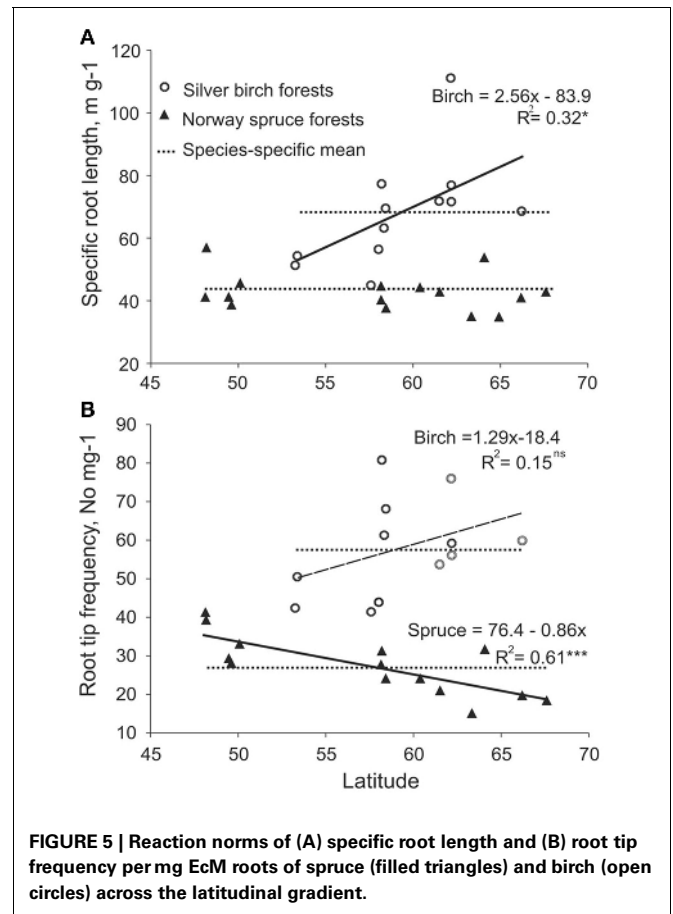 A
120
100
80
60
40
20
Specific root length, m g-1
Silver birch forests
Norway spruce forests
Species-specific mean
Birch = 2.56x - 83.9
R²= 0.32*
45 50 55 60 65 70
B
90
80
70
60
50
40
30
20
10
Root tip frequency, No mg-1
Birch =1.29x-18.4
R²= 0.15ns
Spruce = 76.4 - 0.86x
R²= 0.61***
45 50 55 60 65 70
Latitude
FIGURE 5 | Reaction norms of (A) specific root length and (B) root tip
frequency per mg EcM roots of spruce (filled triangles) and birch (open
circles) across the latitudinal gradient.